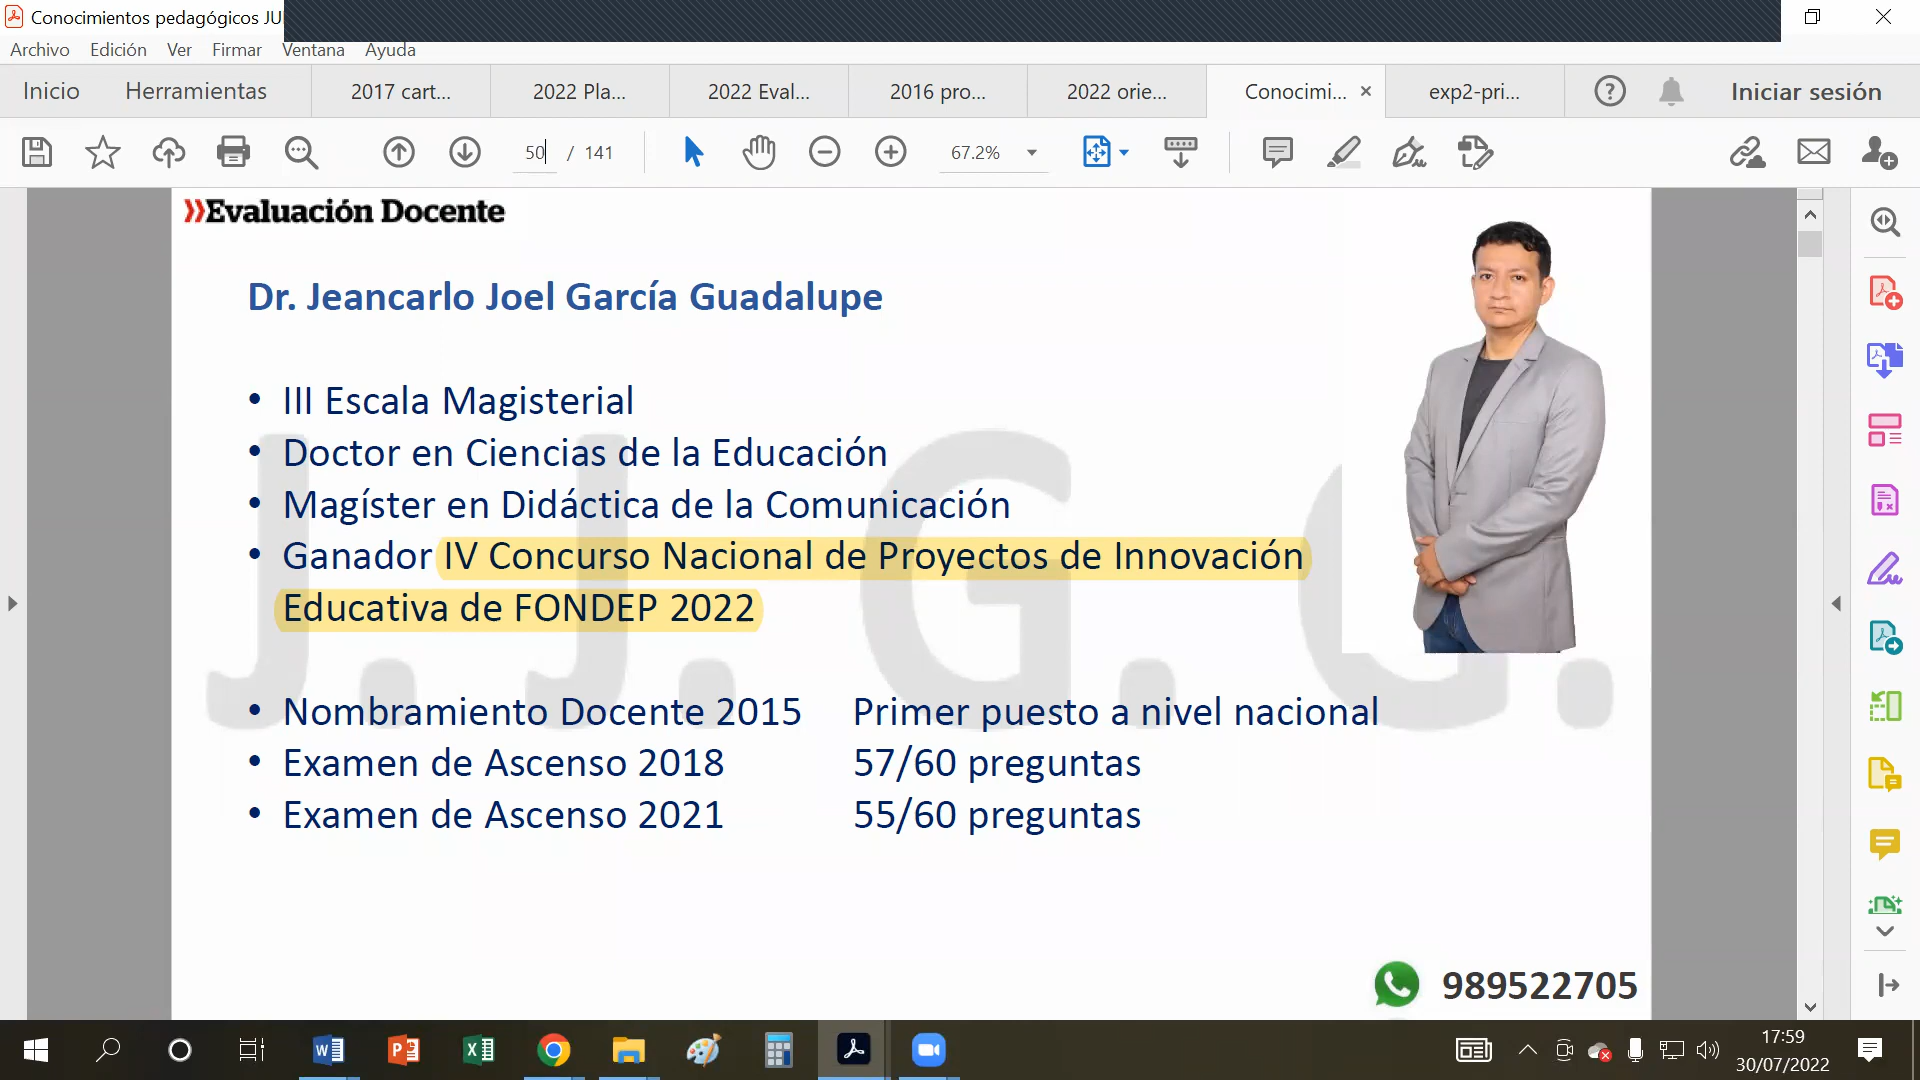 Conocimientos pedagógicos JU
Archivo Edición Ver Firmar Ventana Ayuda
Inicio Herramientas 2017 cart... 2022 Pla... 2022 Eval... 2016 pro... 2022 orie... Conocimi... × exp2-pri... Iniciar sesión
50 / 141 67.2%
»Evaluación Docente
Dr. Jeancarlo Joel García Guadalupe
• III Escala Magisterial
• Doctor en Ciencias de la Educación
• Magíster en Didáctica de la Comunicación
• Ganador IV Concurso Nacional de Proyectos de Innovación
Educativa de FONDEP 2022
J. J. G. G.
• Nombramiento Docente 2015 Primer puesto a nivel nacional
• Examen de Ascenso 2018 57/60 preguntas
• Examen de Ascenso 2021 55/60 preguntas
989522705
17:59
30/07/2022